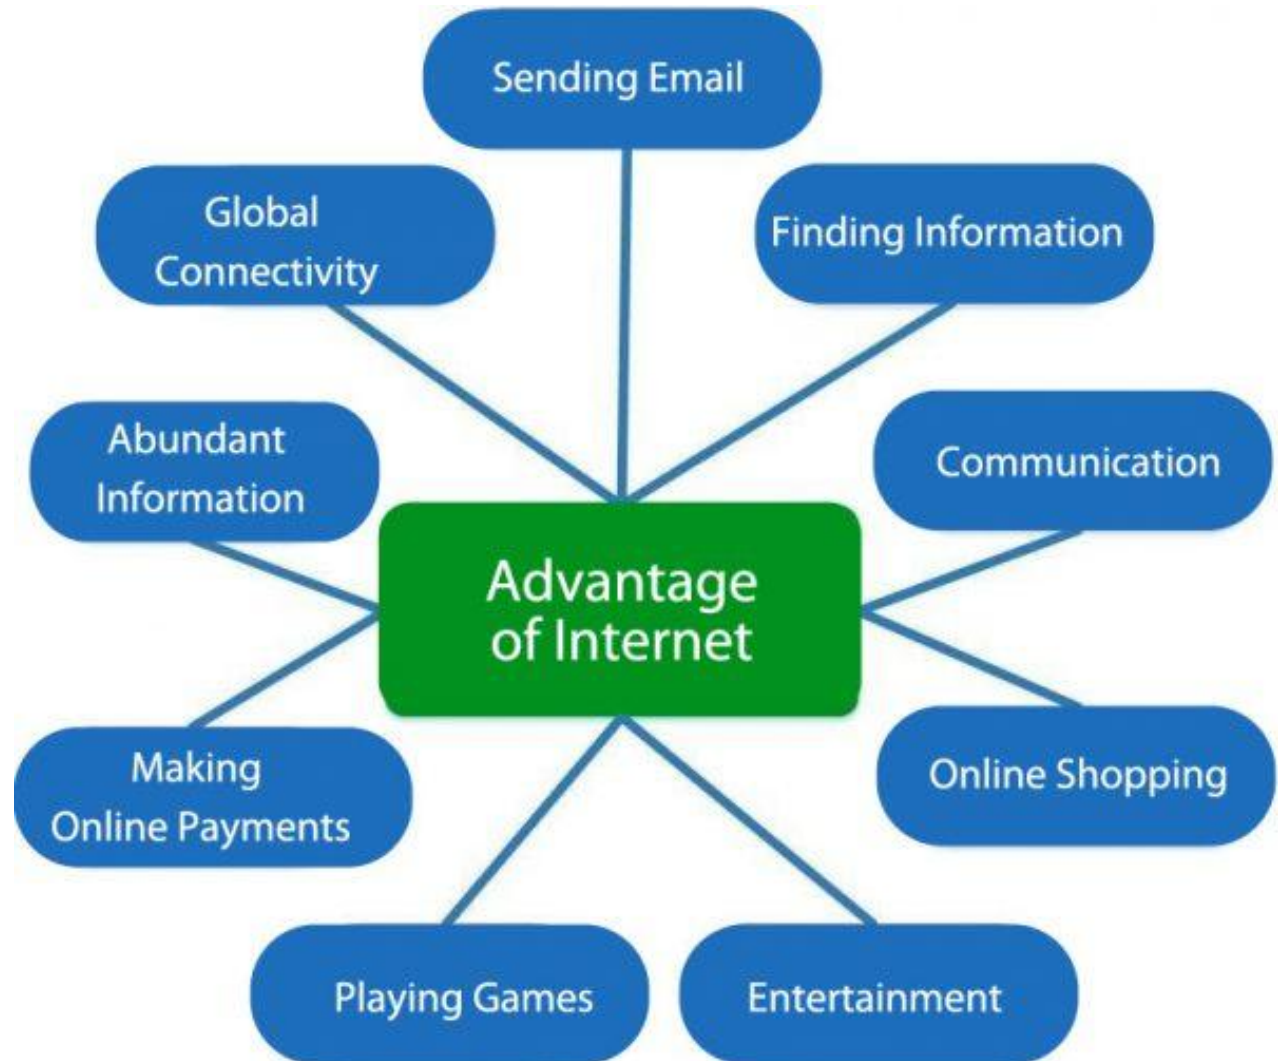 Sending Email
Global
Connectivity
Finding Information
Abundant
Information
Communication
Advantage
of Internet
Making
Online Payments
Online Shopping
Playing Games
Entertainment